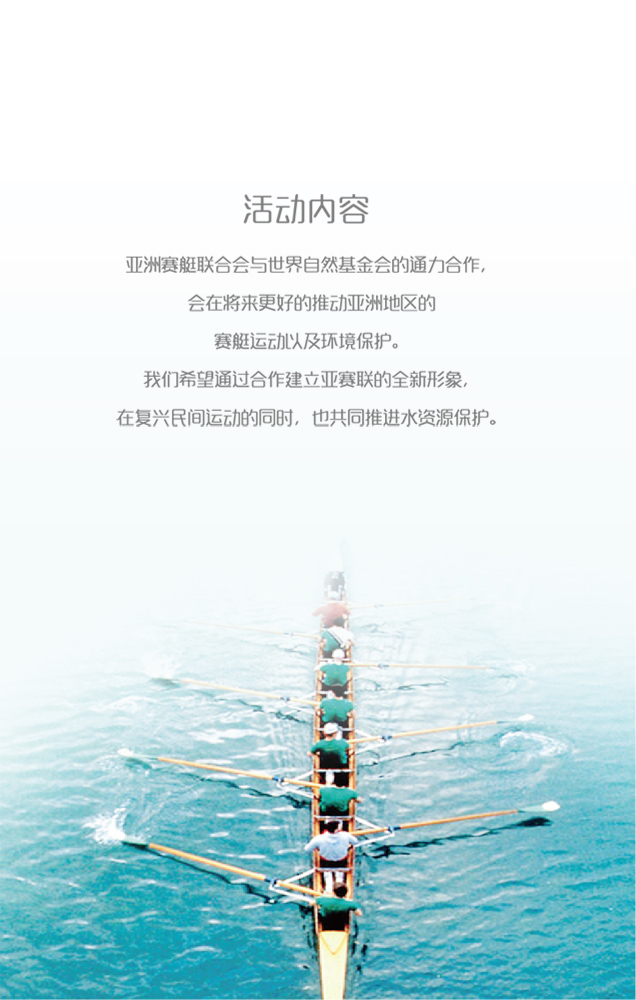 活动内容
亚洲赛艇联合会与世界自然基金会的通力合作,
会在将来更好的推动亚洲地区的
赛艇运动以及环境保护。
我们希望通过合作建立亚赛联的全新形象,
在复兴民间运动的同时, 也共同推进水资源保护。